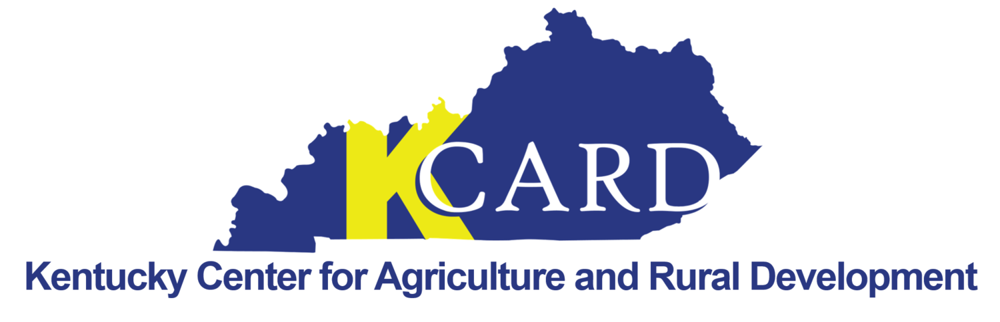 KCARD
Kentucky Center for Agriculture and Rural Development